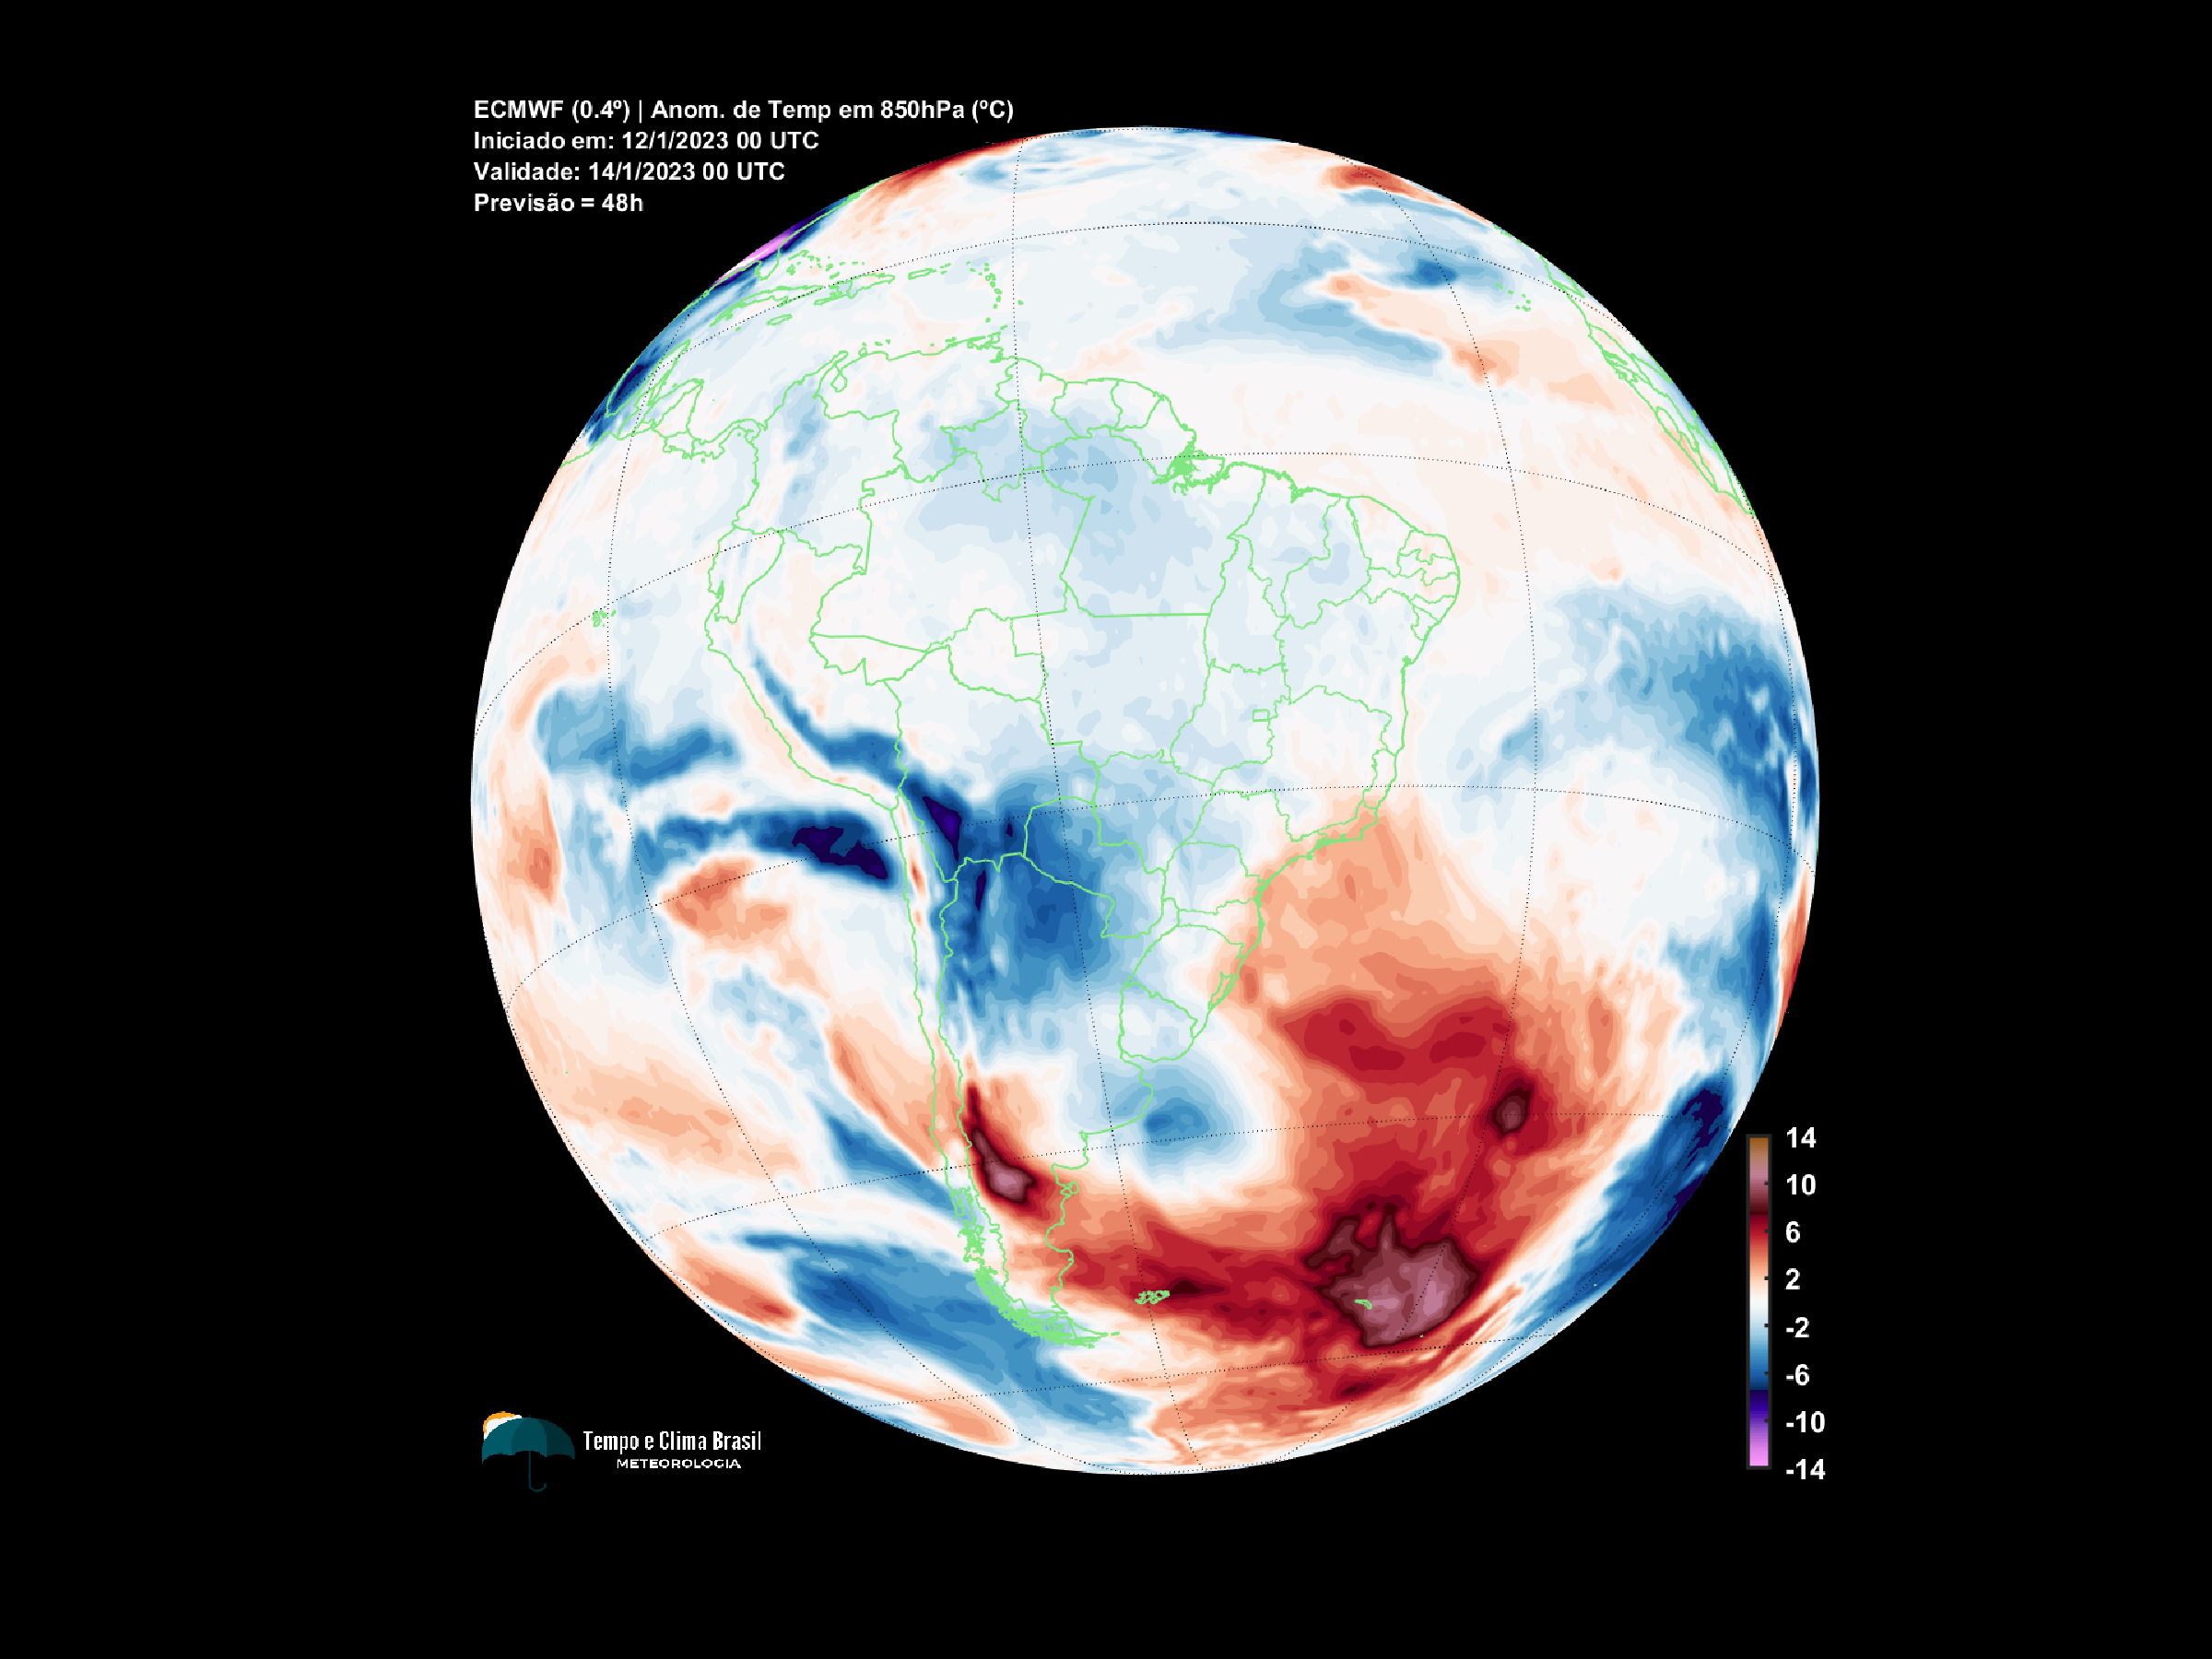 ECMWF (0.4º) | Anom. de Temp em 850hPa (ºC)
Iniciado em: 12/1/2023 00 UTC
Validade: 14/1/2023 00 UTC
Previsão = 48h
14
10
6
2
-2
-6
-10
-14
Tempo e Clima Brasil
METEOROLOGIA